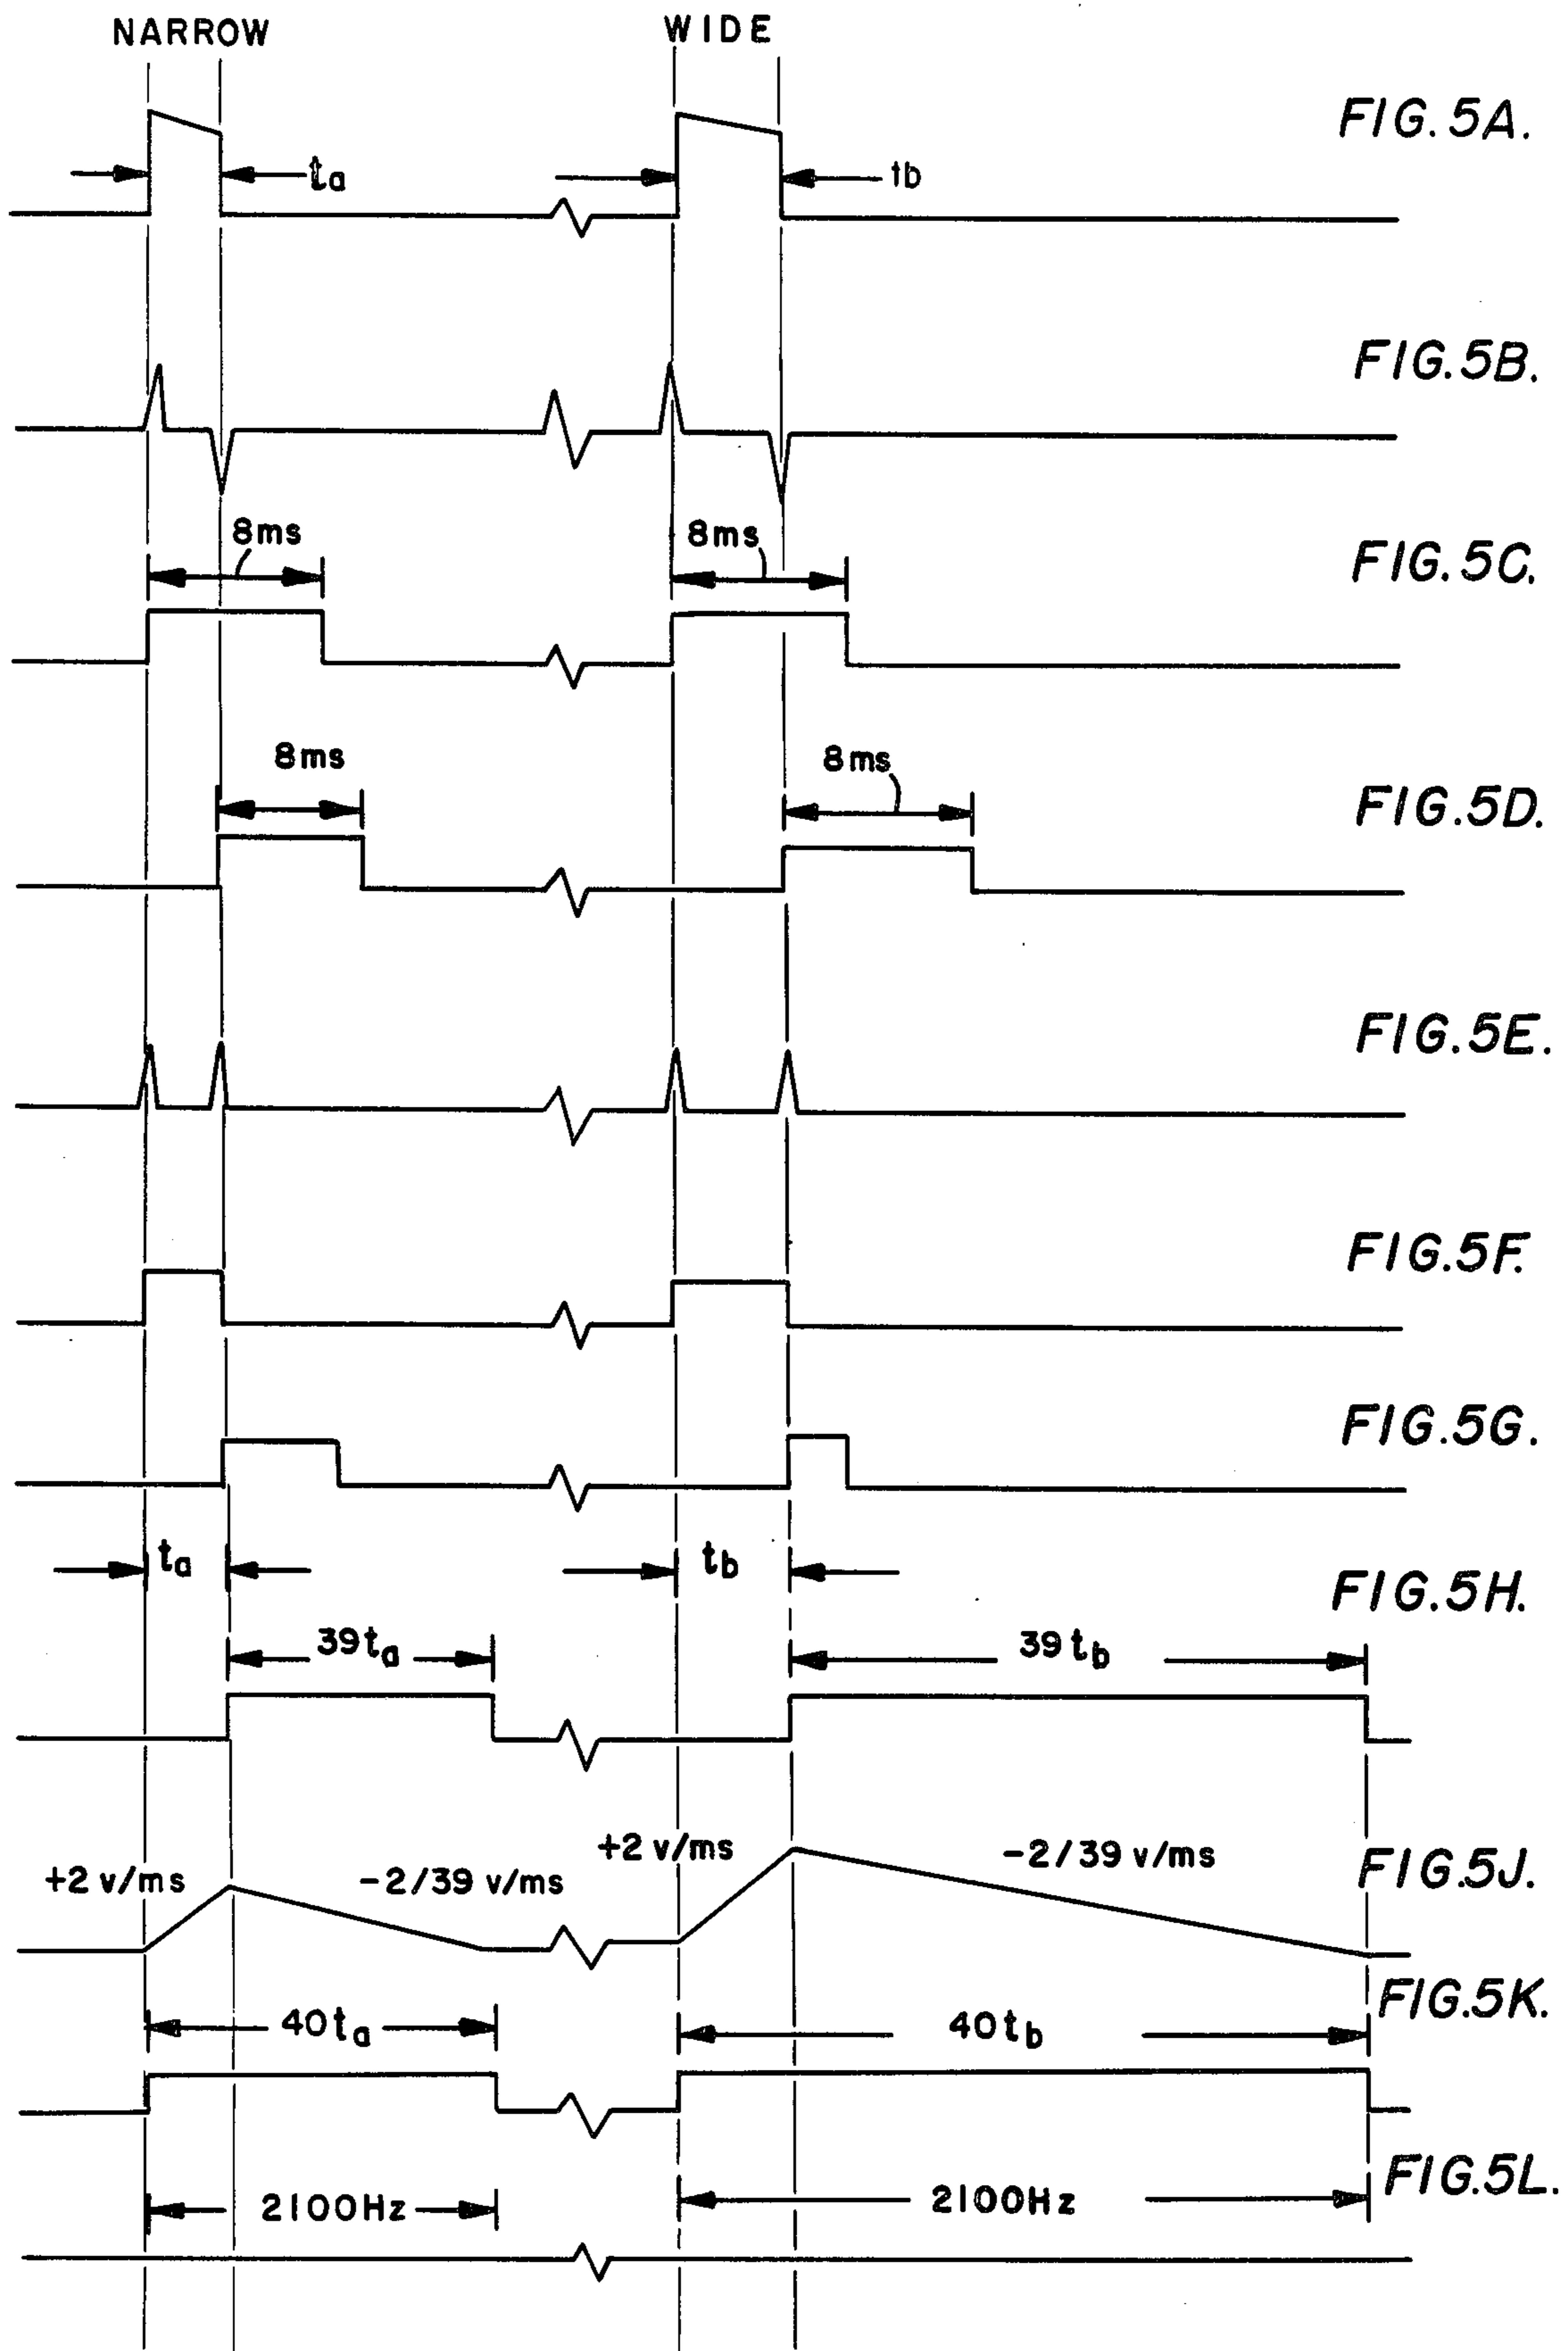 NARROW WIDE
FIG.5A.
ta tb
FIG.5B.
8ms 8ms
FIG.5C.
8ms 8ms
FIG.5D.
FIG.5E.
FIG.5F.
FIG.5G.
ta tb
FIG.5H.
39ta 39tb
+2 v/ms -2/39 v/ms +2 v/ms -2/39 v/ms
FIG.5J.
FIG.5K.
40ta 40tb
FIG.5L.
2100Hz 2100Hz